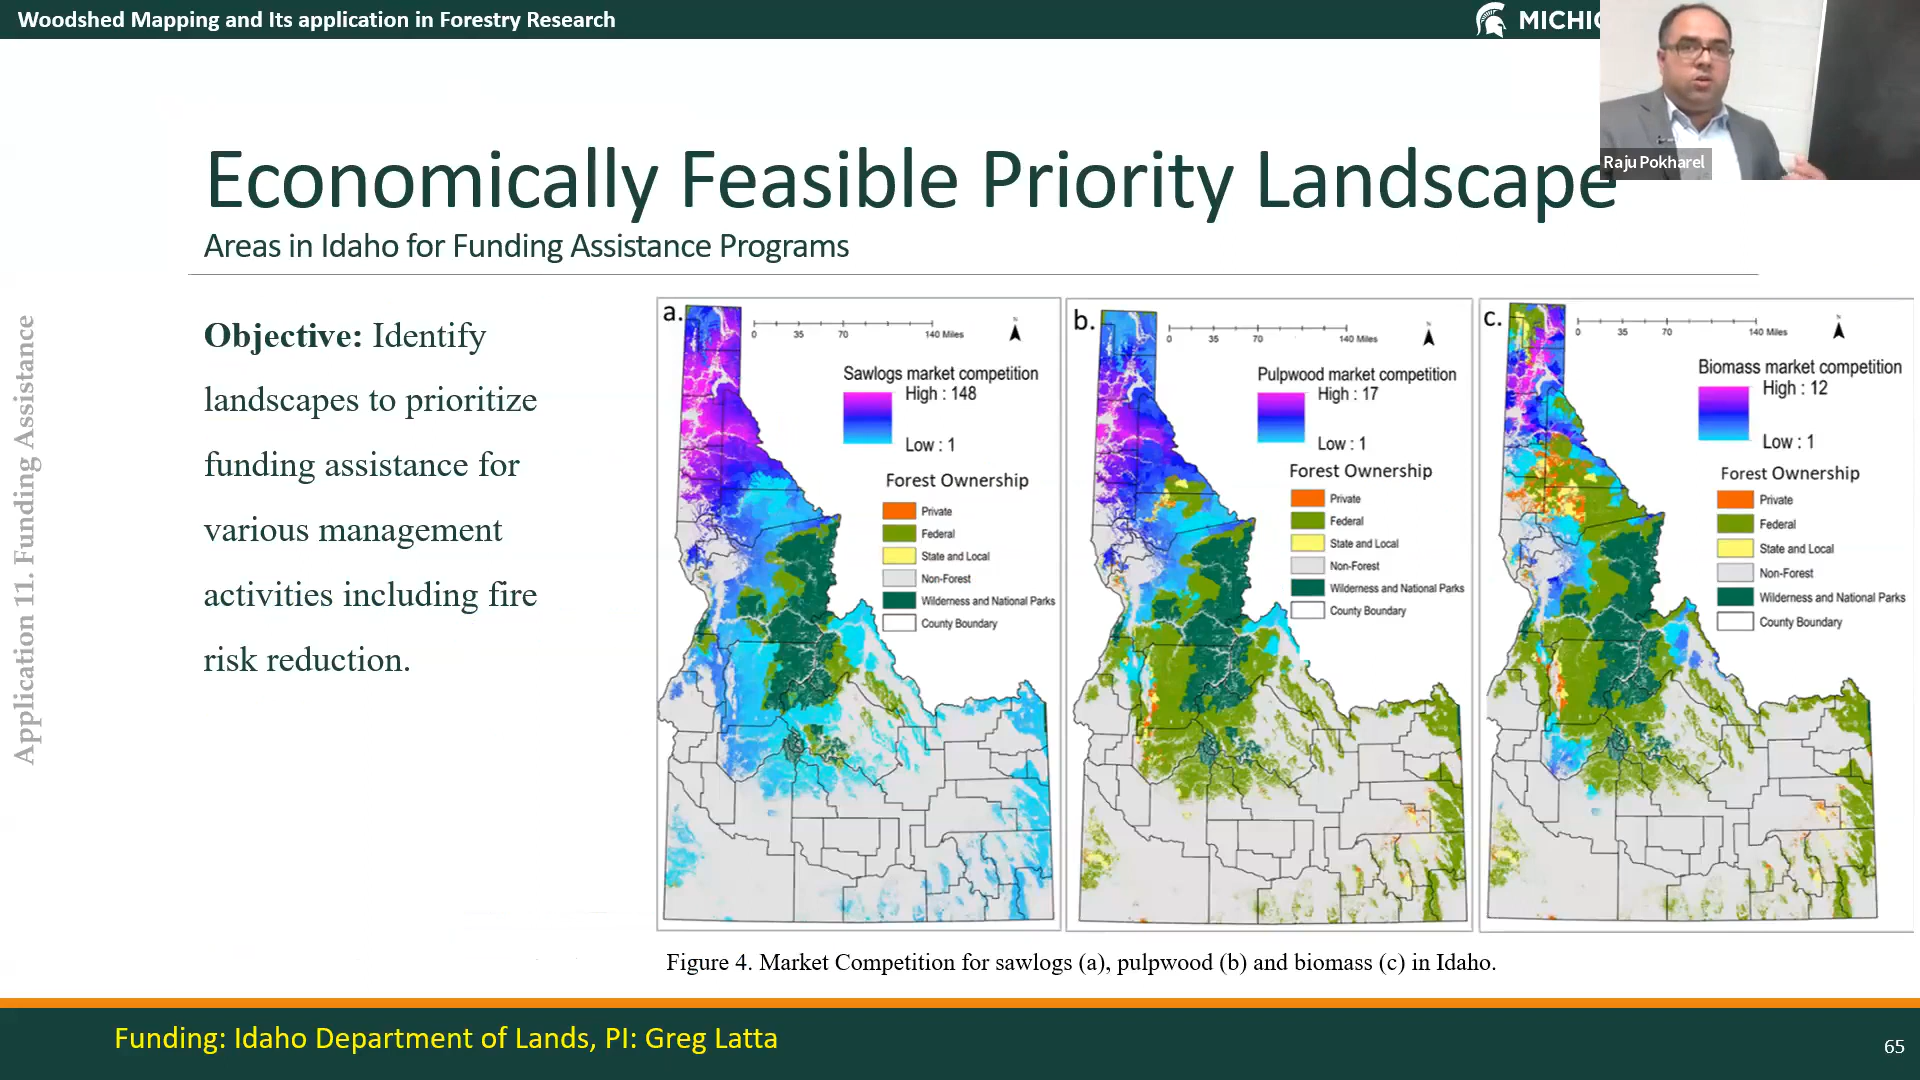 Woodshed Mapping and Its application in Forestry Research
MICHIG
Raju Pokharel
Economically Feasible Priority Landscape
Areas in Idaho for Funding Assistance Programs
Application 11. Funding Assistance
Objective: Identify
landscapes to prioritize
funding assistance for
various management
activities including fire
risk reduction.
a.
0 35 70 140 Miles
N
Sawlogs market competition
High : 148
Low : 1
Forest Ownership
Private
Federal
State and Local
Non-Forest
Wilderness and National Parks
County Boundary
b.
0 35 70 140 Miles
N
Pulpwood market competition
High : 17
Low : 1
Forest Ownership
Private
Federal
State and Local
Non-Forest
Wilderness and National Parks
County Boundary
c.
0 35 70 140 Miles
N
Biomass market competition
High : 12
Low : 1
Forest Ownership
Private
Federal
State and Local
Non-Forest
Wilderness and National Parks
County Boundary
Figure 4. Market Competition for sawlogs (a), pulpwood (b) and biomass (c) in Idaho.
Funding: Idaho Department of Lands, PI: Greg Latta
65